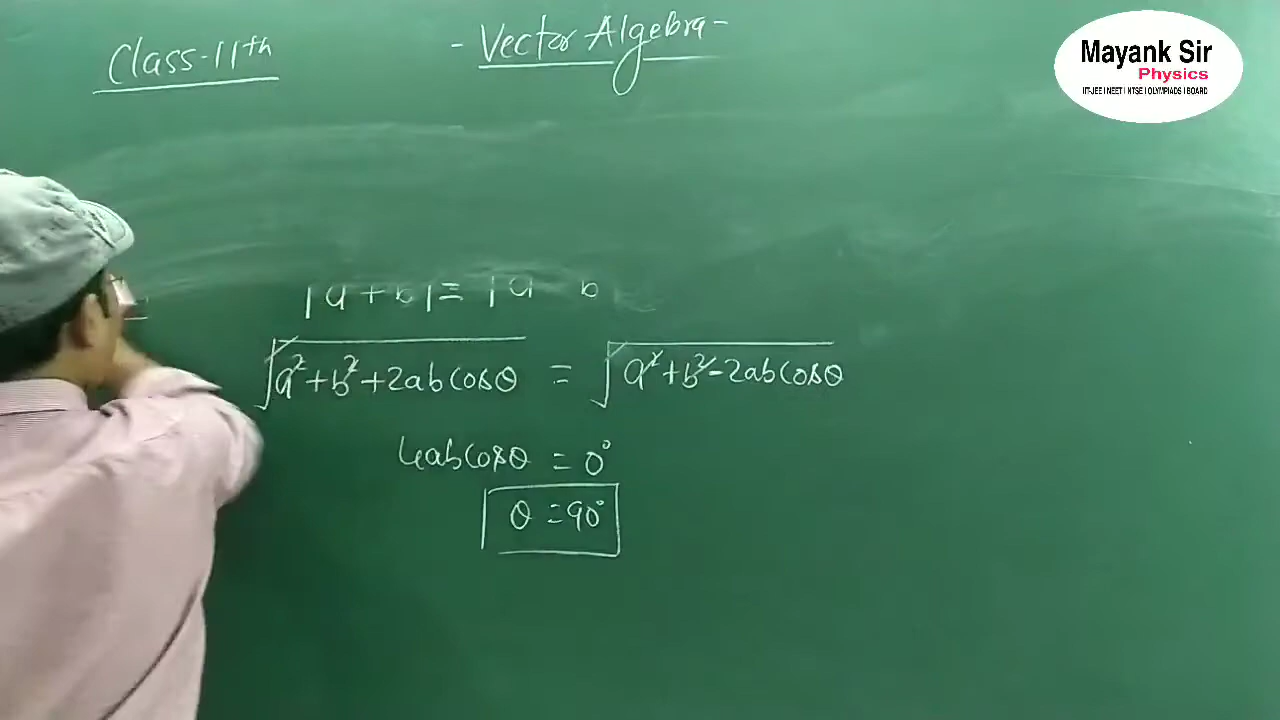 Class-11th
- Vector Algebra -
Mayank Sir
Physics
IIT-JEE | NEET | NTSE | OLYMPIADS | BOARD
|a + b| = |a b
√a²+b²+2abcosθ = √a²+b²-2abcosθ
4abcosθ = 0°
θ = 90°